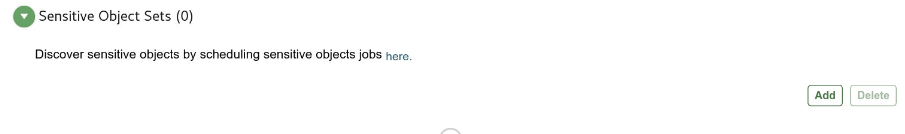 Sensitive Object Sets (0)
Discover sensitive objects by scheduling sensitive objects jobs here.
Add Delete